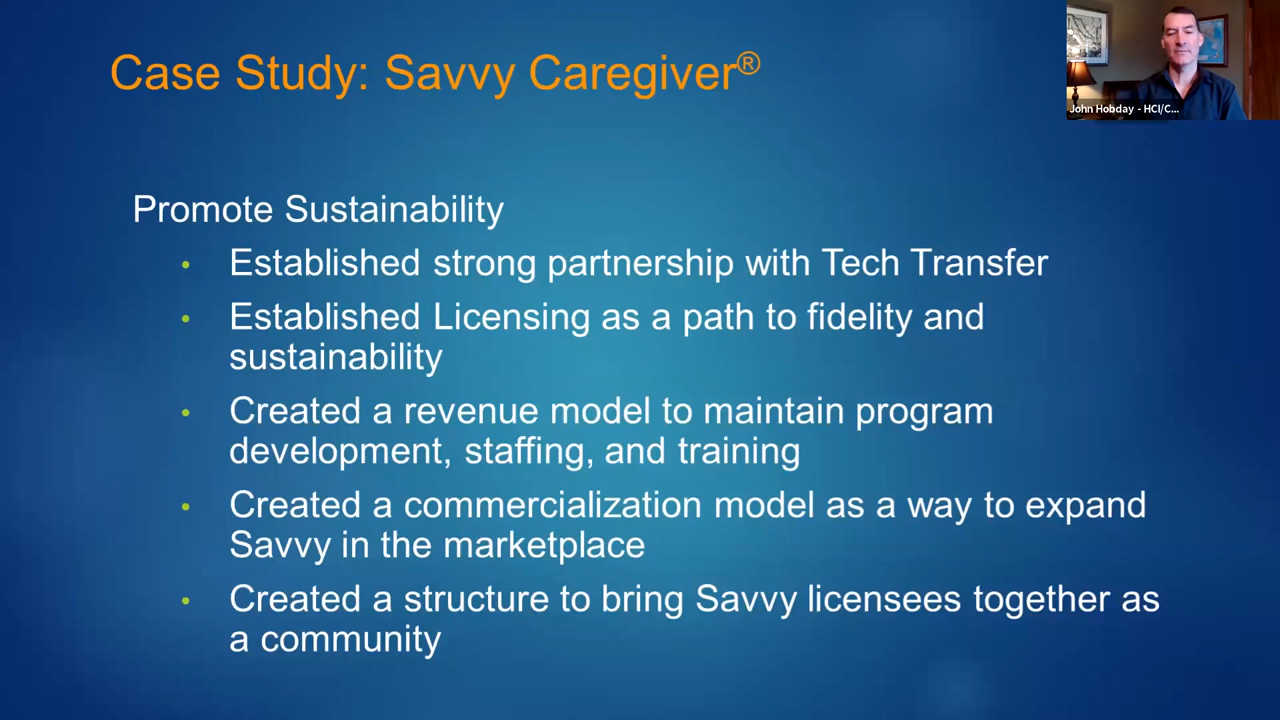 Case Study: Savvy Caregiver®
John Hobday - HCI/C...
Promote Sustainability
• Established strong partnership with Tech Transfer
• Established Licensing as a path to fidelity and
sustainability
• Created a revenue model to maintain program
development, staffing, and training
• Created a commercialization model as a way to expand
Savvy in the marketplace
• Created a structure to bring Savvy licensees together as
a community